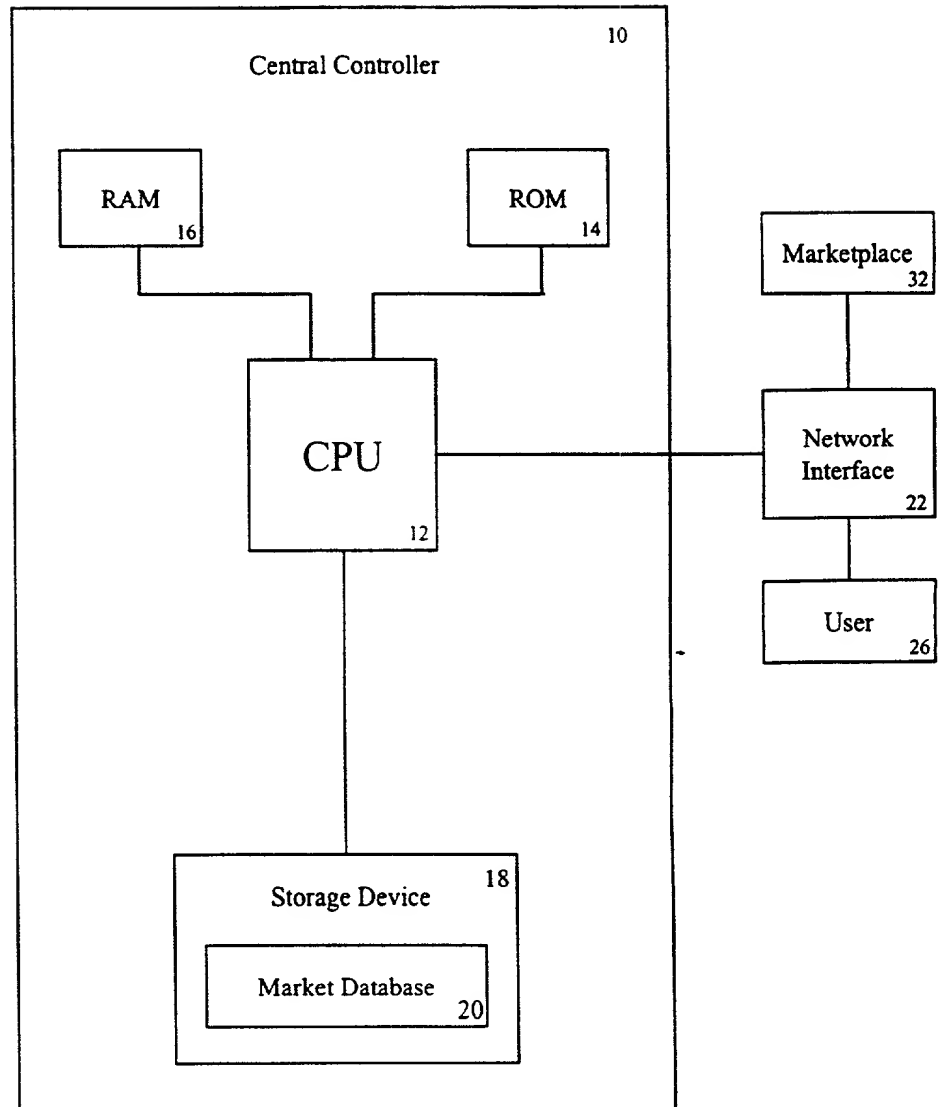 10
Central Controller
RAM
16
ROM
14
Marketplace
32
CPU
12
Network
Interface
22
User
26
Storage Device
18
Market Database
20